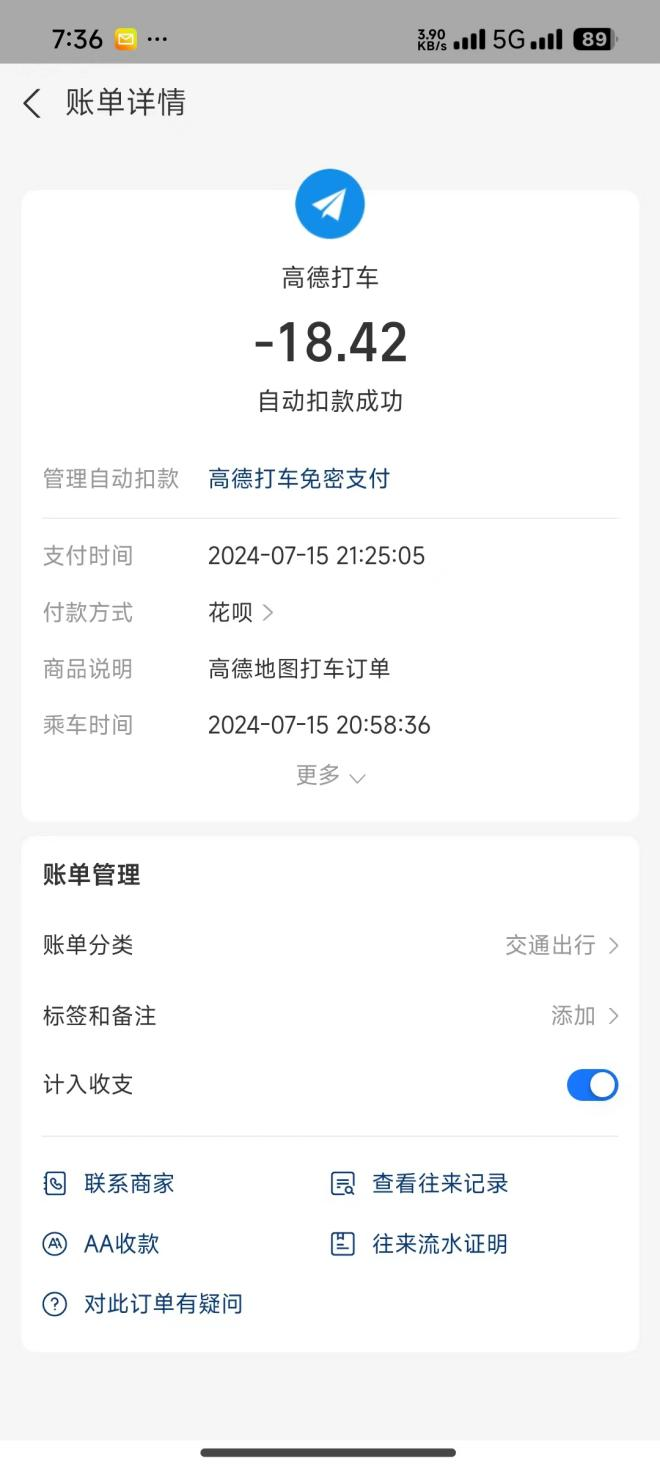 7:36 ··· 3.90 KB/s 5G 89
账单详情
高德打车
-18.42
自动扣款成功
管理自动扣款 高德打车免密支付
支付时间 2024-07-15 21:25:05
付款方式 花呗
商品说明 高德地图打车订单
乘车时间 2024-07-15 20:58:36
更多
账单管理
账单分类 交通出行
标签和备注 添加
计入收支
联系商家 查看往来记录
AA收款 往来流水证明
对此订单有疑问